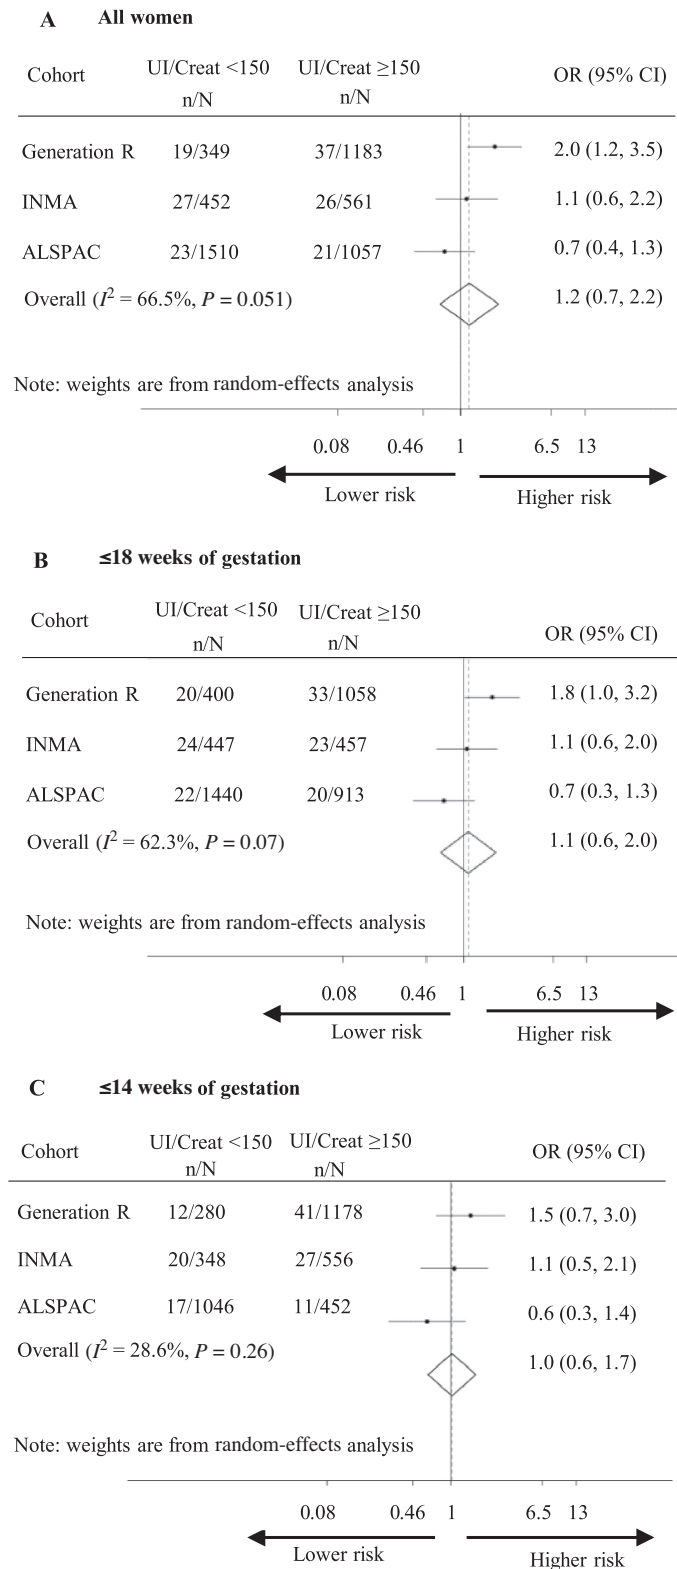 A All women
Cohort UI/Creat <150 UI/Creat ≥150 OR (95% CI)
n/N n/N
Generation R 19/349 37/1183 2.0 (1.2, 3.5)
INMA 27/452 26/561 1.1 (0.6, 2.2)
ALSPAC 23/1510 21/1057 0.7 (0.4, 1.3)
Overall (I² = 66.5%, P = 0.051) 1.2 (0.7, 2.2)
Note: weights are from random-effects analysis
0.08 0.46 1 6.5 13
Lower risk Higher risk
B ≤18 weeks of gestation
Cohort UI/Creat <150 UI/Creat ≥150 OR (95% CI)
n/N n/N
Generation R 20/400 33/1058 1.8 (1.0, 3.2)
INMA 24/447 23/457 1.1 (0.6, 2.0)
ALSPAC 22/1440 20/913 0.7 (0.3, 1.3)
Overall (I² = 62.3%, P = 0.07) 1.1 (0.6, 2.0)
Note: weights are from random-effects analysis
0.08 0.46 1 6.5 13
Lower risk Higher risk
C ≤14 weeks of gestation
Cohort UI/Creat <150 UI/Creat ≥150 OR (95% CI)
n/N n/N
Generation R 12/280 41/1178 1.5 (0.7, 3.0)
INMA 20/348 27/556 1.1 (0.5, 2.1)
ALSPAC 17/1046 11/452 0.6 (0.3, 1.4)
Overall (I² = 28.6%, P = 0.26) 1.0 (0.6, 1.7)
Note: weights are from random-effects analysis
0.08 0.46 1 6.5 13
Lower risk Higher risk